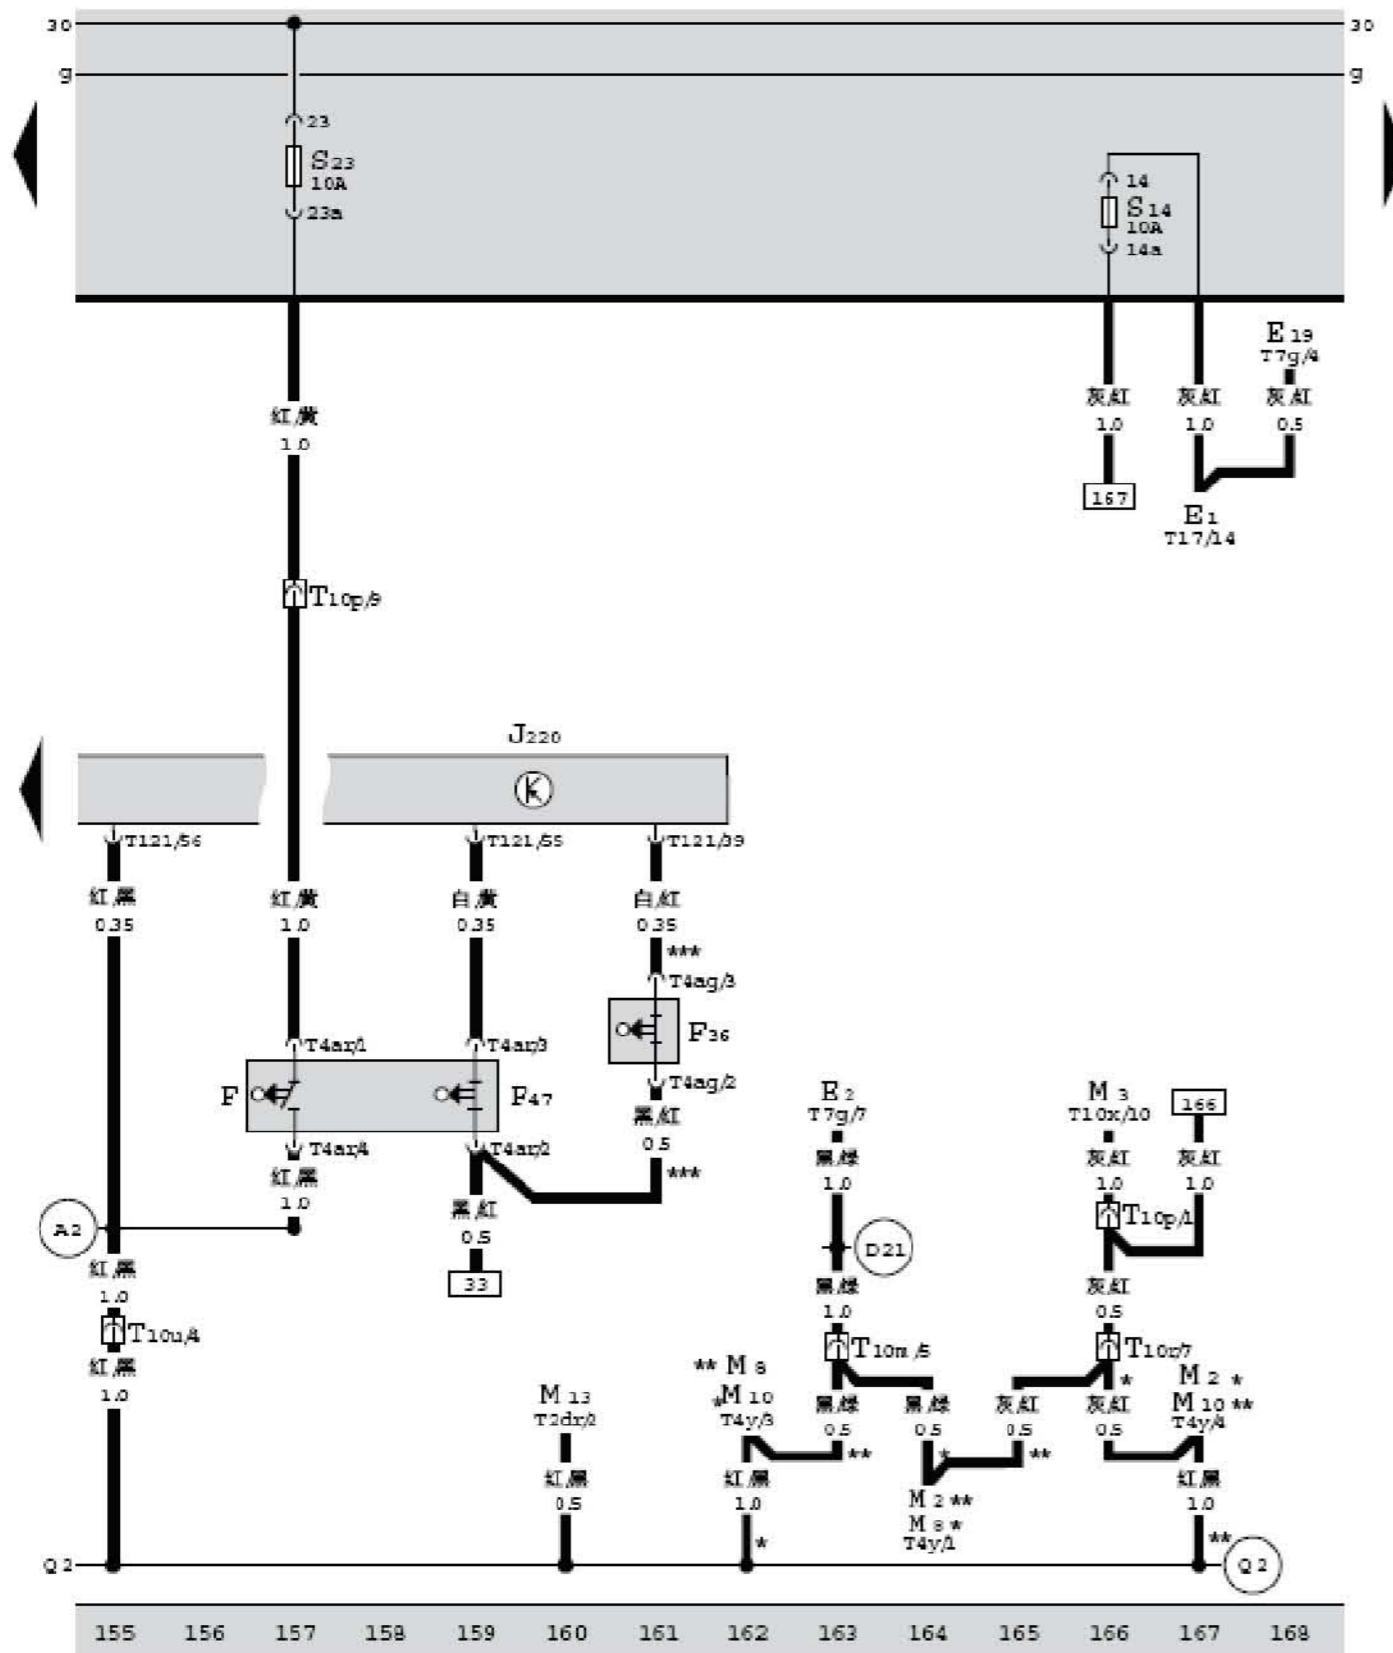 30 30
g g
23
S23
10A
23a
14
S14
10A
14a
E19
T7g/4
红/黄
1.0
灰/红 灰/红 灰/红
1.0 1.0 0.5
167
E1
T17/14
T10p/9
J220
T121/56 T121/55 T121/39
红/黑 红/黄 白/黄 白/红
0.35 1.0 0.35 0.35
***
T4ag/3
F36
T4ag/2
T4ar/1 T4ar/3
F F47
T4ar/4 T4ar/2
黑/红
0.5
***
红/黑
1.0
黑/红
0.5
33
A2
红/黑
1.0
T10u/4
红/黑
1.0
E2
T7g/7
黑/绿
1.0
D21
黑/绿
1.0
T10m/5
M3
T10x/10
166
灰/红 灰/红
1.0 1.0
T10p/1
灰/红
0.5
T10r/7
M13
T2dr/2
红/黑
0.5
** M8
*M10
T4y/3
红/黑
1.0
*
黑/绿 黑/绿 灰/红 灰/红
0.5 0.5 0.5 0.5
** * ** *
M2 **
M8 *
T4y/1
M2 *
M10 **
T4y/4
红/黑
1.0
**
Q2 Q2
155 156 157 158 159 160 161 162 163 164 165 166 167 168